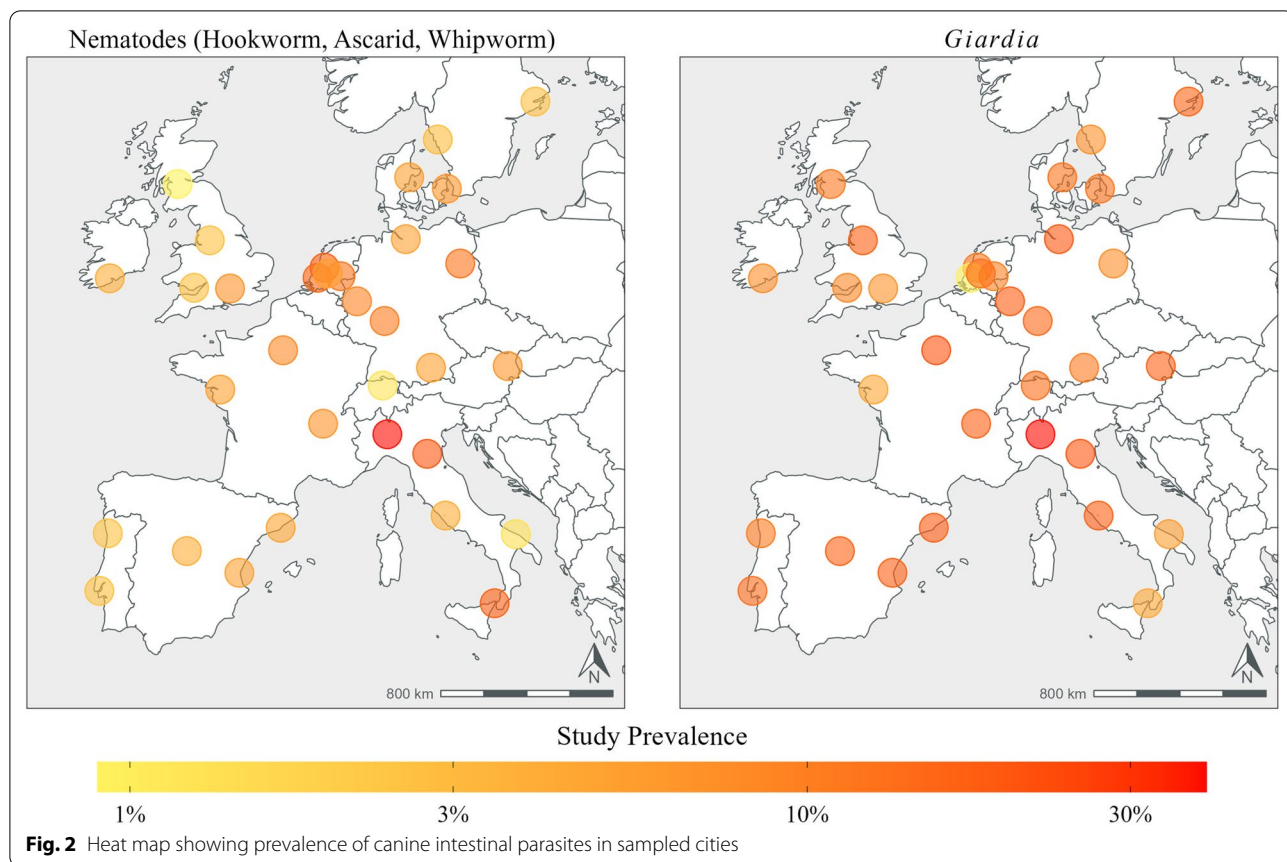 Nematodes (Hookworm, Ascarid, Whipworm)
Giardia
N
800 km
N
800 km
Study Prevalence
1% 3% 10% 30%
Fig. 2 Heat map showing prevalence of canine intestinal parasites in sampled cities